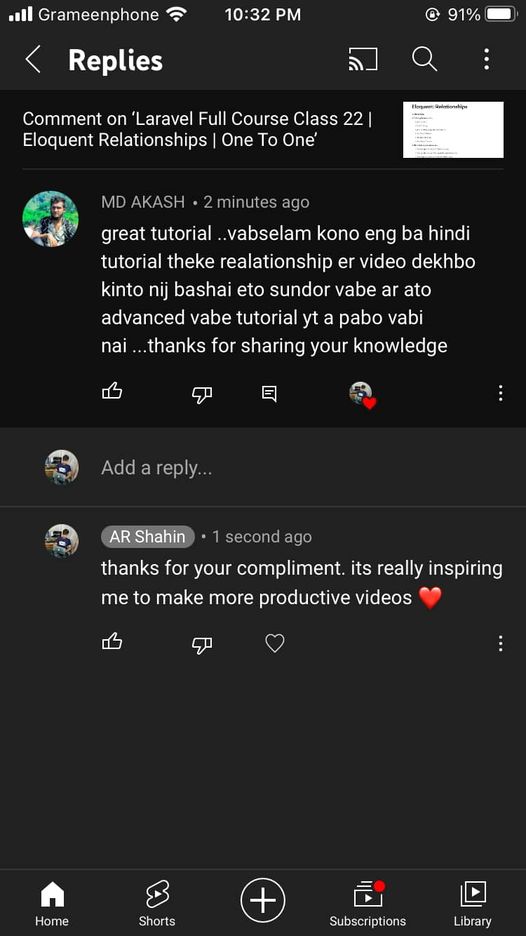 Grameenphone 10:32 PM 91%
Replies
Comment on ‘Laravel Full Course Class 22 |
Eloquent Relationships | One To One’
Eloquent: Relationships
MD AKASH • 2 minutes ago
great tutorial ..vabselam kono eng ba hindi
tutorial theke realationship er video dekhbo
kinto nij bashai eto sundor vabe ar ato
advanced vabe tutorial yt a pabo vabi
nai ...thanks for sharing your knowledge
Add a reply...
AR Shahin • 1 second ago
thanks for your compliment. its really inspiring
me to make more productive videos ❤️
Home Shorts Subscriptions Library